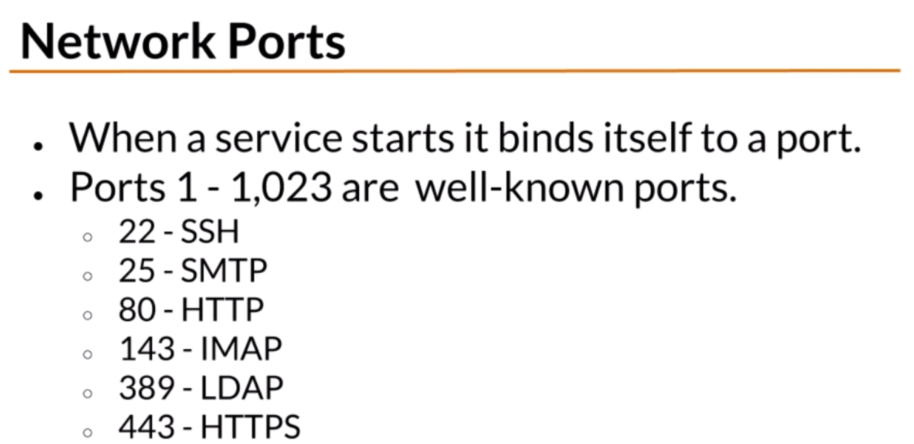 Network Ports
• When a service starts it binds itself to a port.
• Ports 1 - 1,023 are well-known ports.
○ 22 - SSH
○ 25 - SMTP
○ 80 - HTTP
○ 143 - IMAP
○ 389 - LDAP
○ 443 - HTTPS